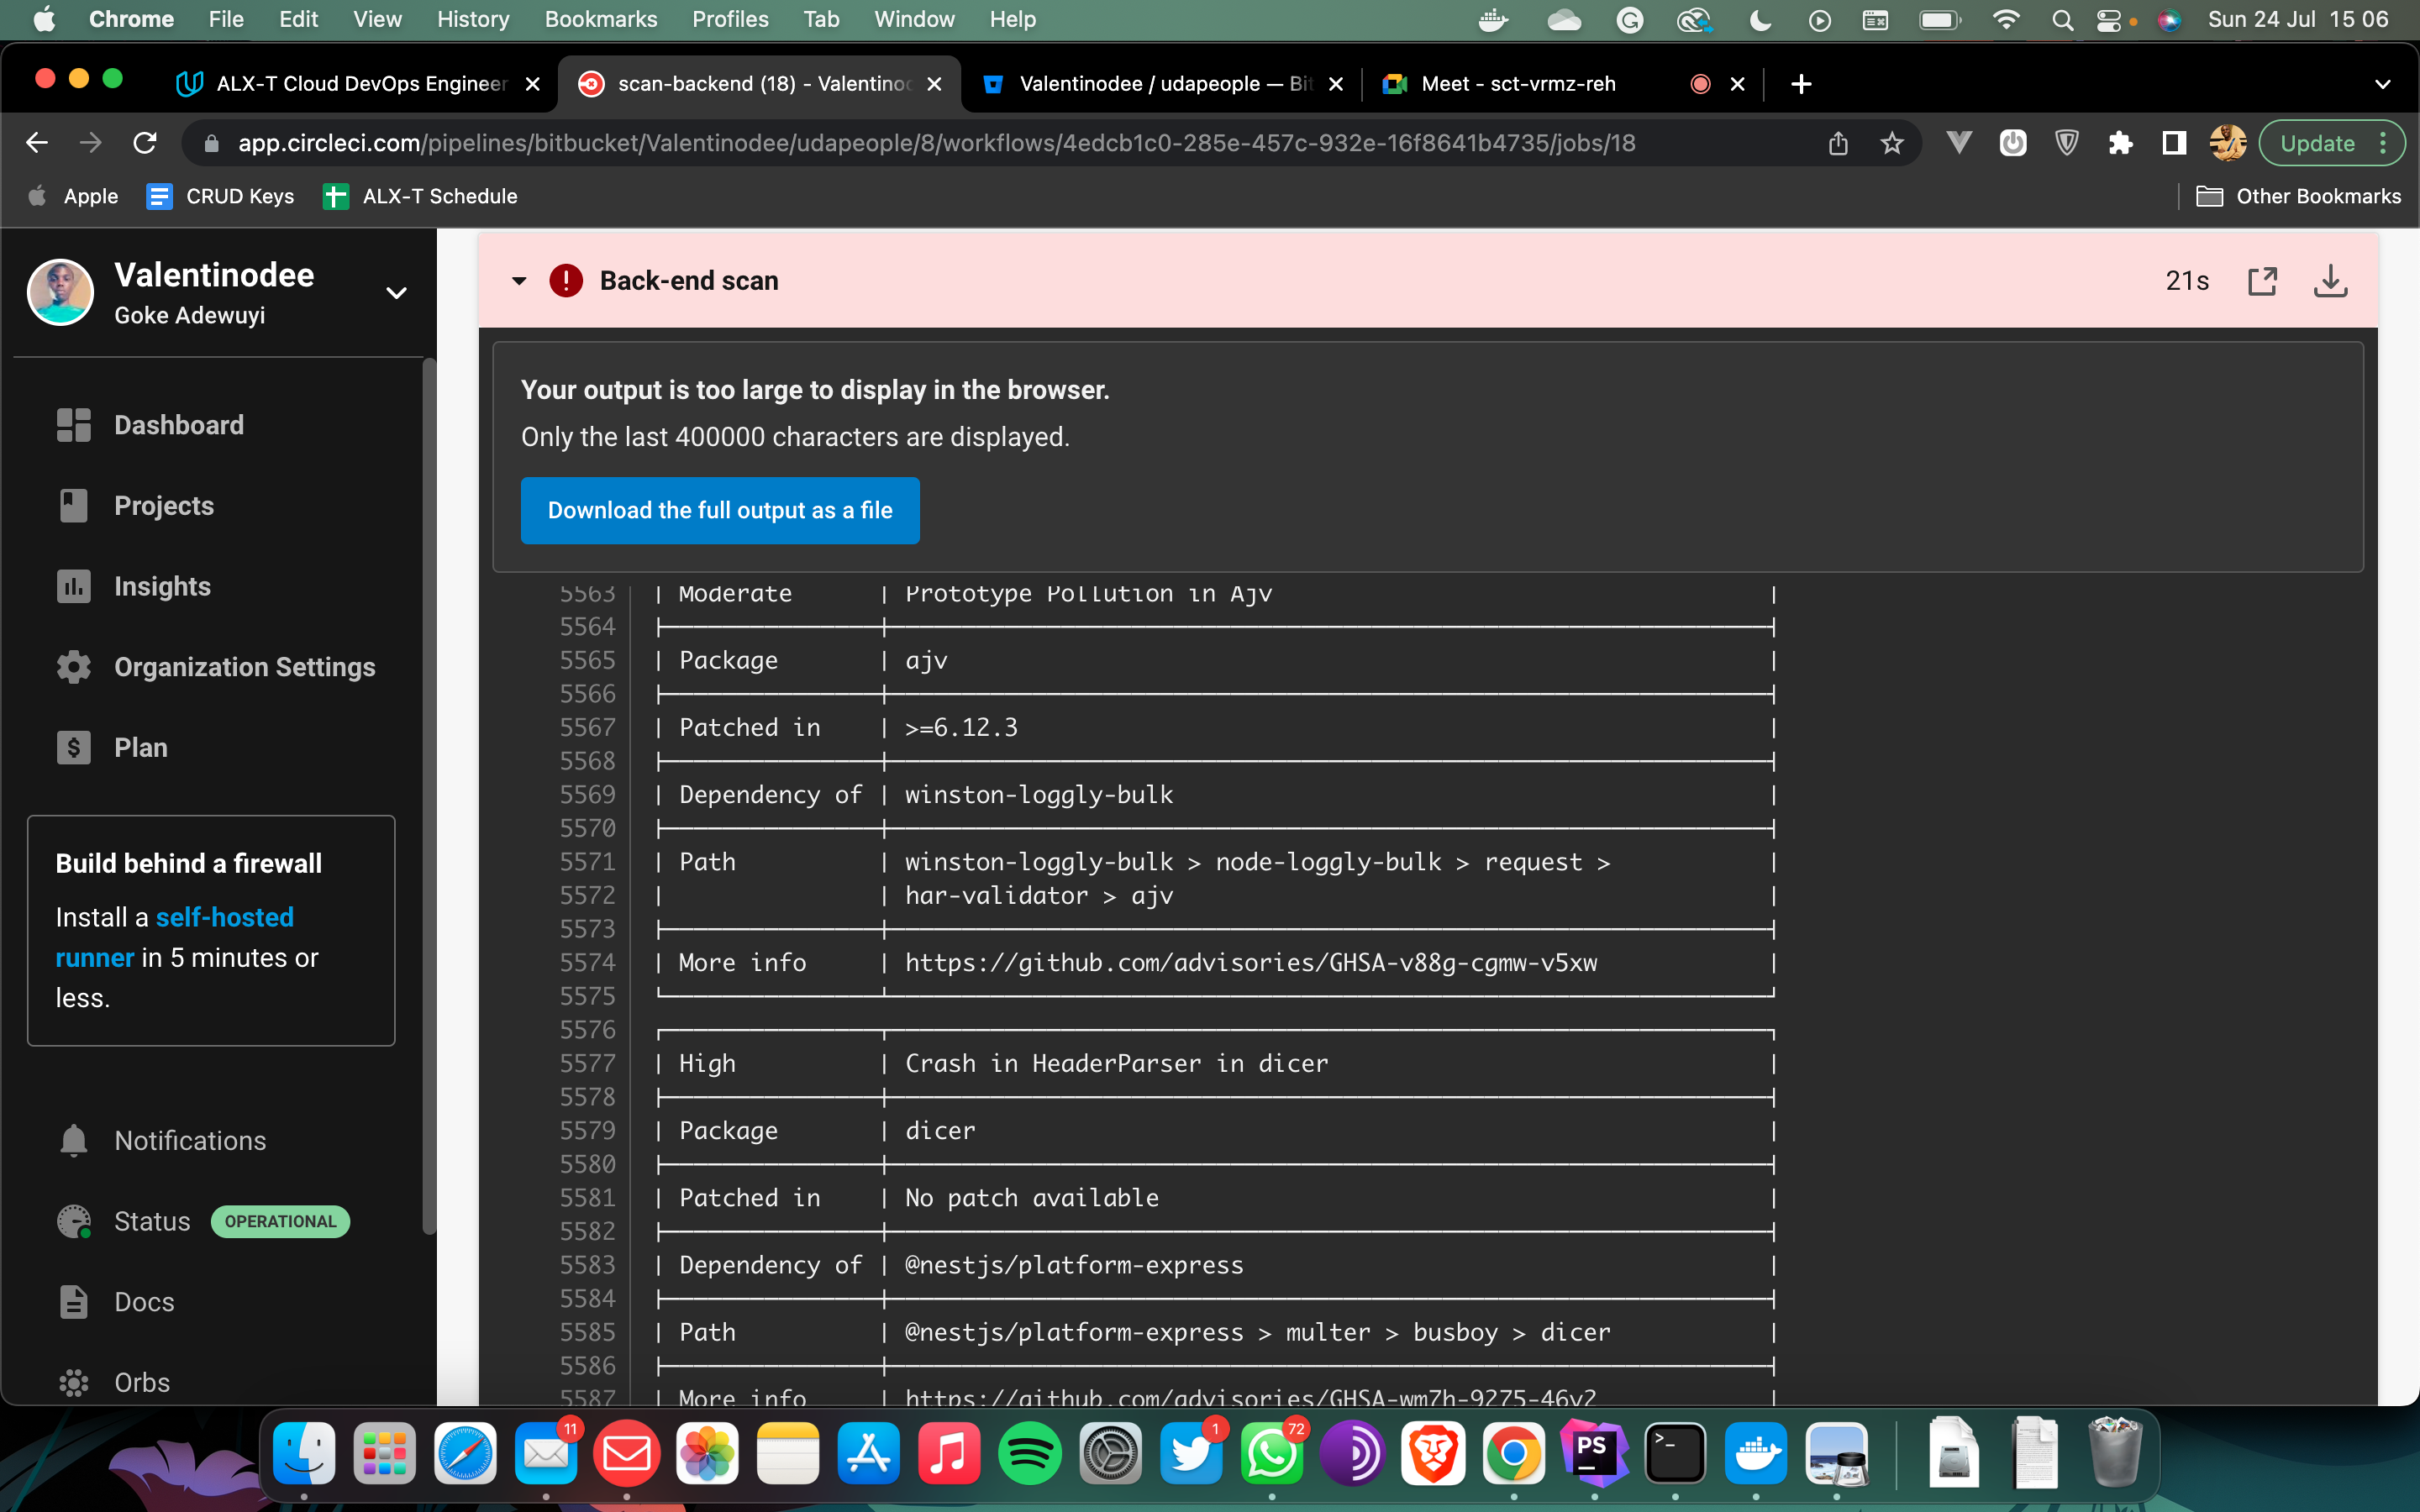 Chrome File Edit View History Bookmarks Profiles Tab Window Help Sun 24 Jul 15 06
ALX-T Cloud DevOps Engineer
scan-backend (18) - Valentinod
Valentinodee / udapeople — Bit
Meet - sct-vrmz-reh
app.circleci.com/pipelines/bitbucket/Valentinodee/udapeople/8/workflows/4edcb1c0-285e-457c-932e-16f8641b4735/jobs/18
Update
Apple CRUD Keys ALX-T Schedule Other Bookmarks
Valentinodee
Goke Adewuyi
Dashboard
Projects
Insights
Organization Settings
Plan
Build behind a firewall
Install a self-hosted
runner in 5 minutes or
less.
Notifications
Status OPERATIONAL
Docs
Orbs
Back-end scan 21s
Your output is too large to display in the browser.
Only the last 400000 characters are displayed.
Download the full output as a file
5563 | Moderate | Prototype Pollution in Ajv |
5564
5565 | Package | ajv |
5566
5567 | Patched in | >=6.12.3 |
5568
5569 | Dependency of | winston-loggly-bulk |
5570
5571 | Path | winston-loggly-bulk > node-loggly-bulk > request > |
5572 | | har-validator > ajv |
5573
5574 | More info | https://github.com/advisories/GHSA-v88g-cgmw-v5xw |
5575
5576
5577 | High | Crash in HeaderParser in dicer |
5578
5579 | Package | dicer |
5580
5581 | Patched in | No patch available |
5582
5583 | Dependency of | @nestjs/platform-express |
5584
5585 | Path | @nestjs/platform-express > multer > busboy > dicer |
5586
5587 | More info | https://github.com/advisories/GHSA-wm7h-9275-46v2 |
11
1
72
PS
>_